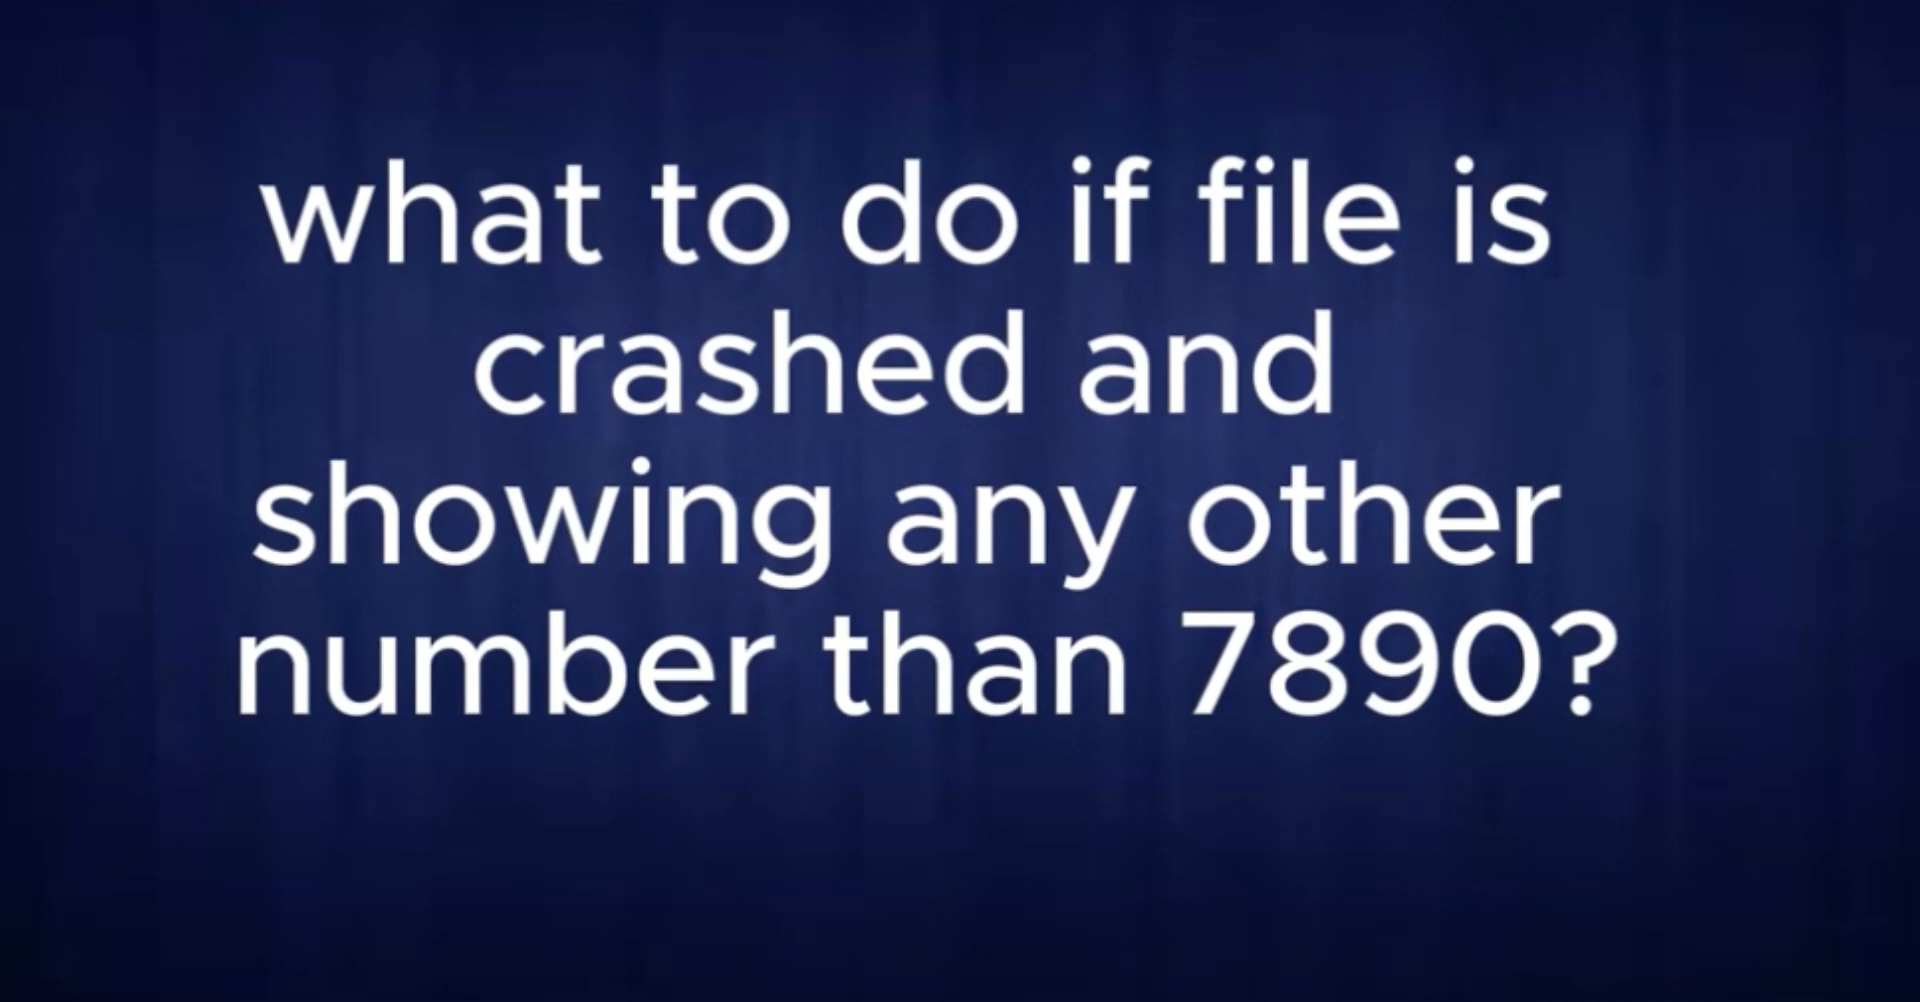 what to do if file is
crashed and
showing any other
number than 7890?